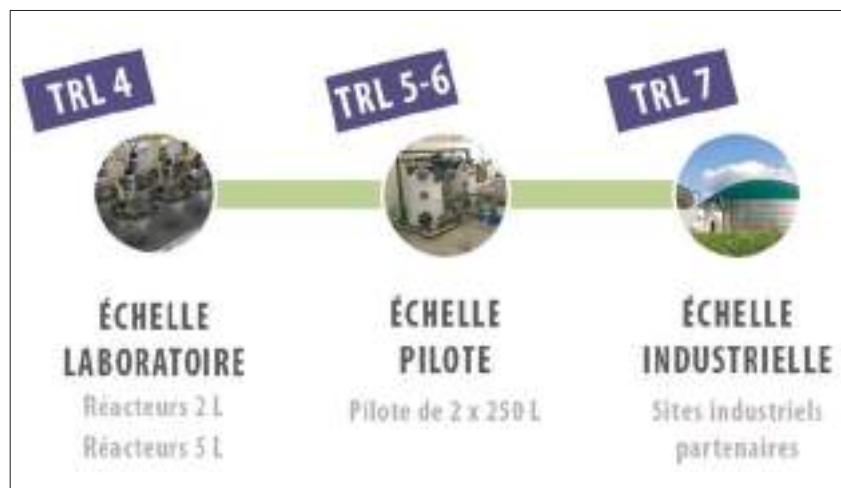 TRL 4
TRL 5-6
TRL 7
ÉCHELLE
LABORATOIRE
Réacteurs 2 L
Réacteurs 5 L
ÉCHELLE
PILOTE
Pilote de 2 x 250 L
ÉCHELLE
INDUSTRIELLE
Sites industriels
partenaires